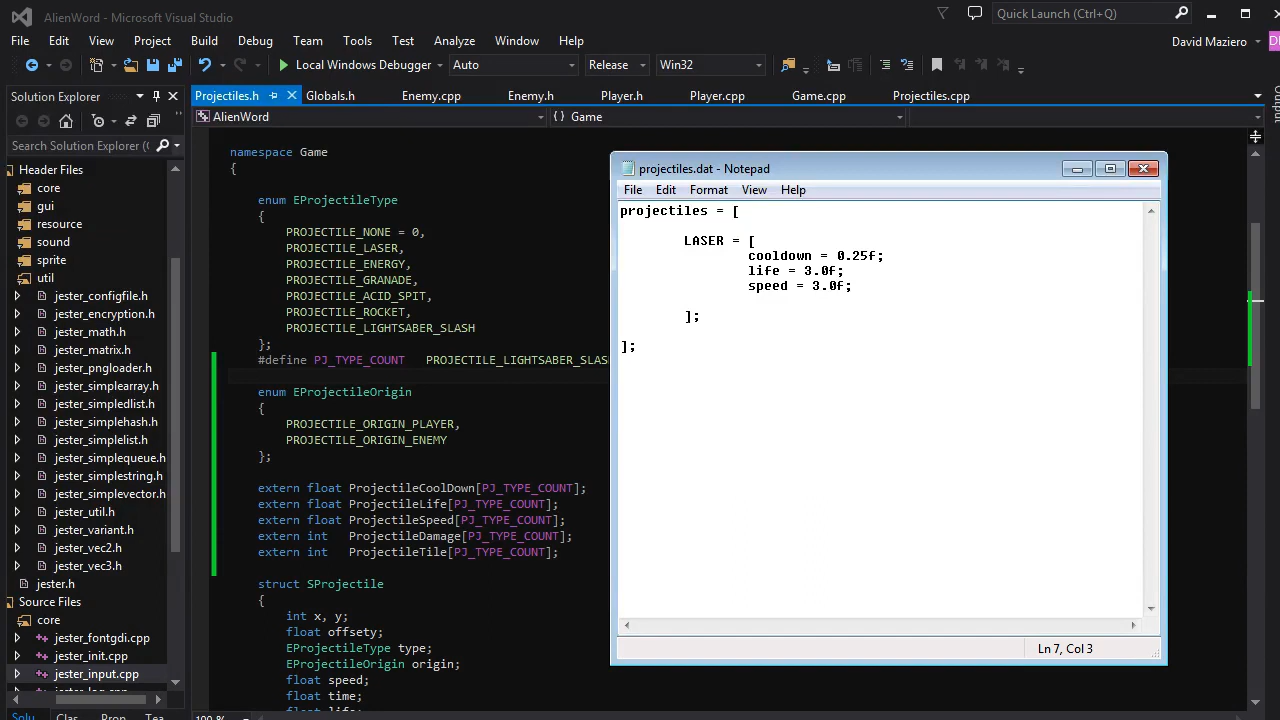 AlienWord - Microsoft Visual Studio
Quick Launch (Ctrl+Q)
File Edit View Project Build Debug Team Tools Test Analyze Window Help
David Maziero
Local Windows Debugger Auto Release Win32
Solution Explorer
Search Solution Explorer (
Header Files
core
gui
resource
sound
sprite
util
jester_configfile.h
jester_encryption.h
jester_math.h
jester_matrix.h
jester_pngloader.h
jester_simplearray.h
jester_simpledlist.h
jester_simplehash.h
jester_simplelist.h
jester_simplequeue.h
jester_simplestring.h
jester_simplevector.h
jester_util.h
jester_variant.h
jester_vec2.h
jester_vec3.h
jester.h
Source Files
core
jester_fontgdi.cpp
jester_init.cpp
jester_input.cpp
Solu Clas Prop Tea
Projectiles.h Globals.h Enemy.cpp Enemy.h Player.h Player.cpp Game.cpp Projectiles.cpp
AlienWord {} Game
namespace Game
{
enum EProjectileType
{
PROJECTILE_NONE = 0,
PROJECTILE_LASER,
PROJECTILE_ENERGY,
PROJECTILE_GRANADE,
PROJECTILE_ACID_SPIT,
PROJECTILE_ROCKET,
PROJECTILE_LIGHTSABER_SLASH
};
#define PJ_TYPE_COUNT PROJECTILE_LIGHTSABER_SLAS
enum EProjectileOrigin
{
PROJECTILE_ORIGIN_PLAYER,
PROJECTILE_ORIGIN_ENEMY
};
extern float ProjectileCoolDown[PJ_TYPE_COUNT];
extern float ProjectileLife[PJ_TYPE_COUNT];
extern float ProjectileSpeed[PJ_TYPE_COUNT];
extern int ProjectileDamage[PJ_TYPE_COUNT];
extern int ProjectileTile[PJ_TYPE_COUNT];
struct SProjectile
{
int x, y;
float offsety;
EProjectileType type;
EProjectileOrigin origin;
float speed;
float time;
projectiles.dat - Notepad
File Edit Format View Help
projectiles = [
LASER = [
cooldown = 0.25f;
life = 3.0f;
speed = 3.0f;
];
];
Ln 7, Col 3